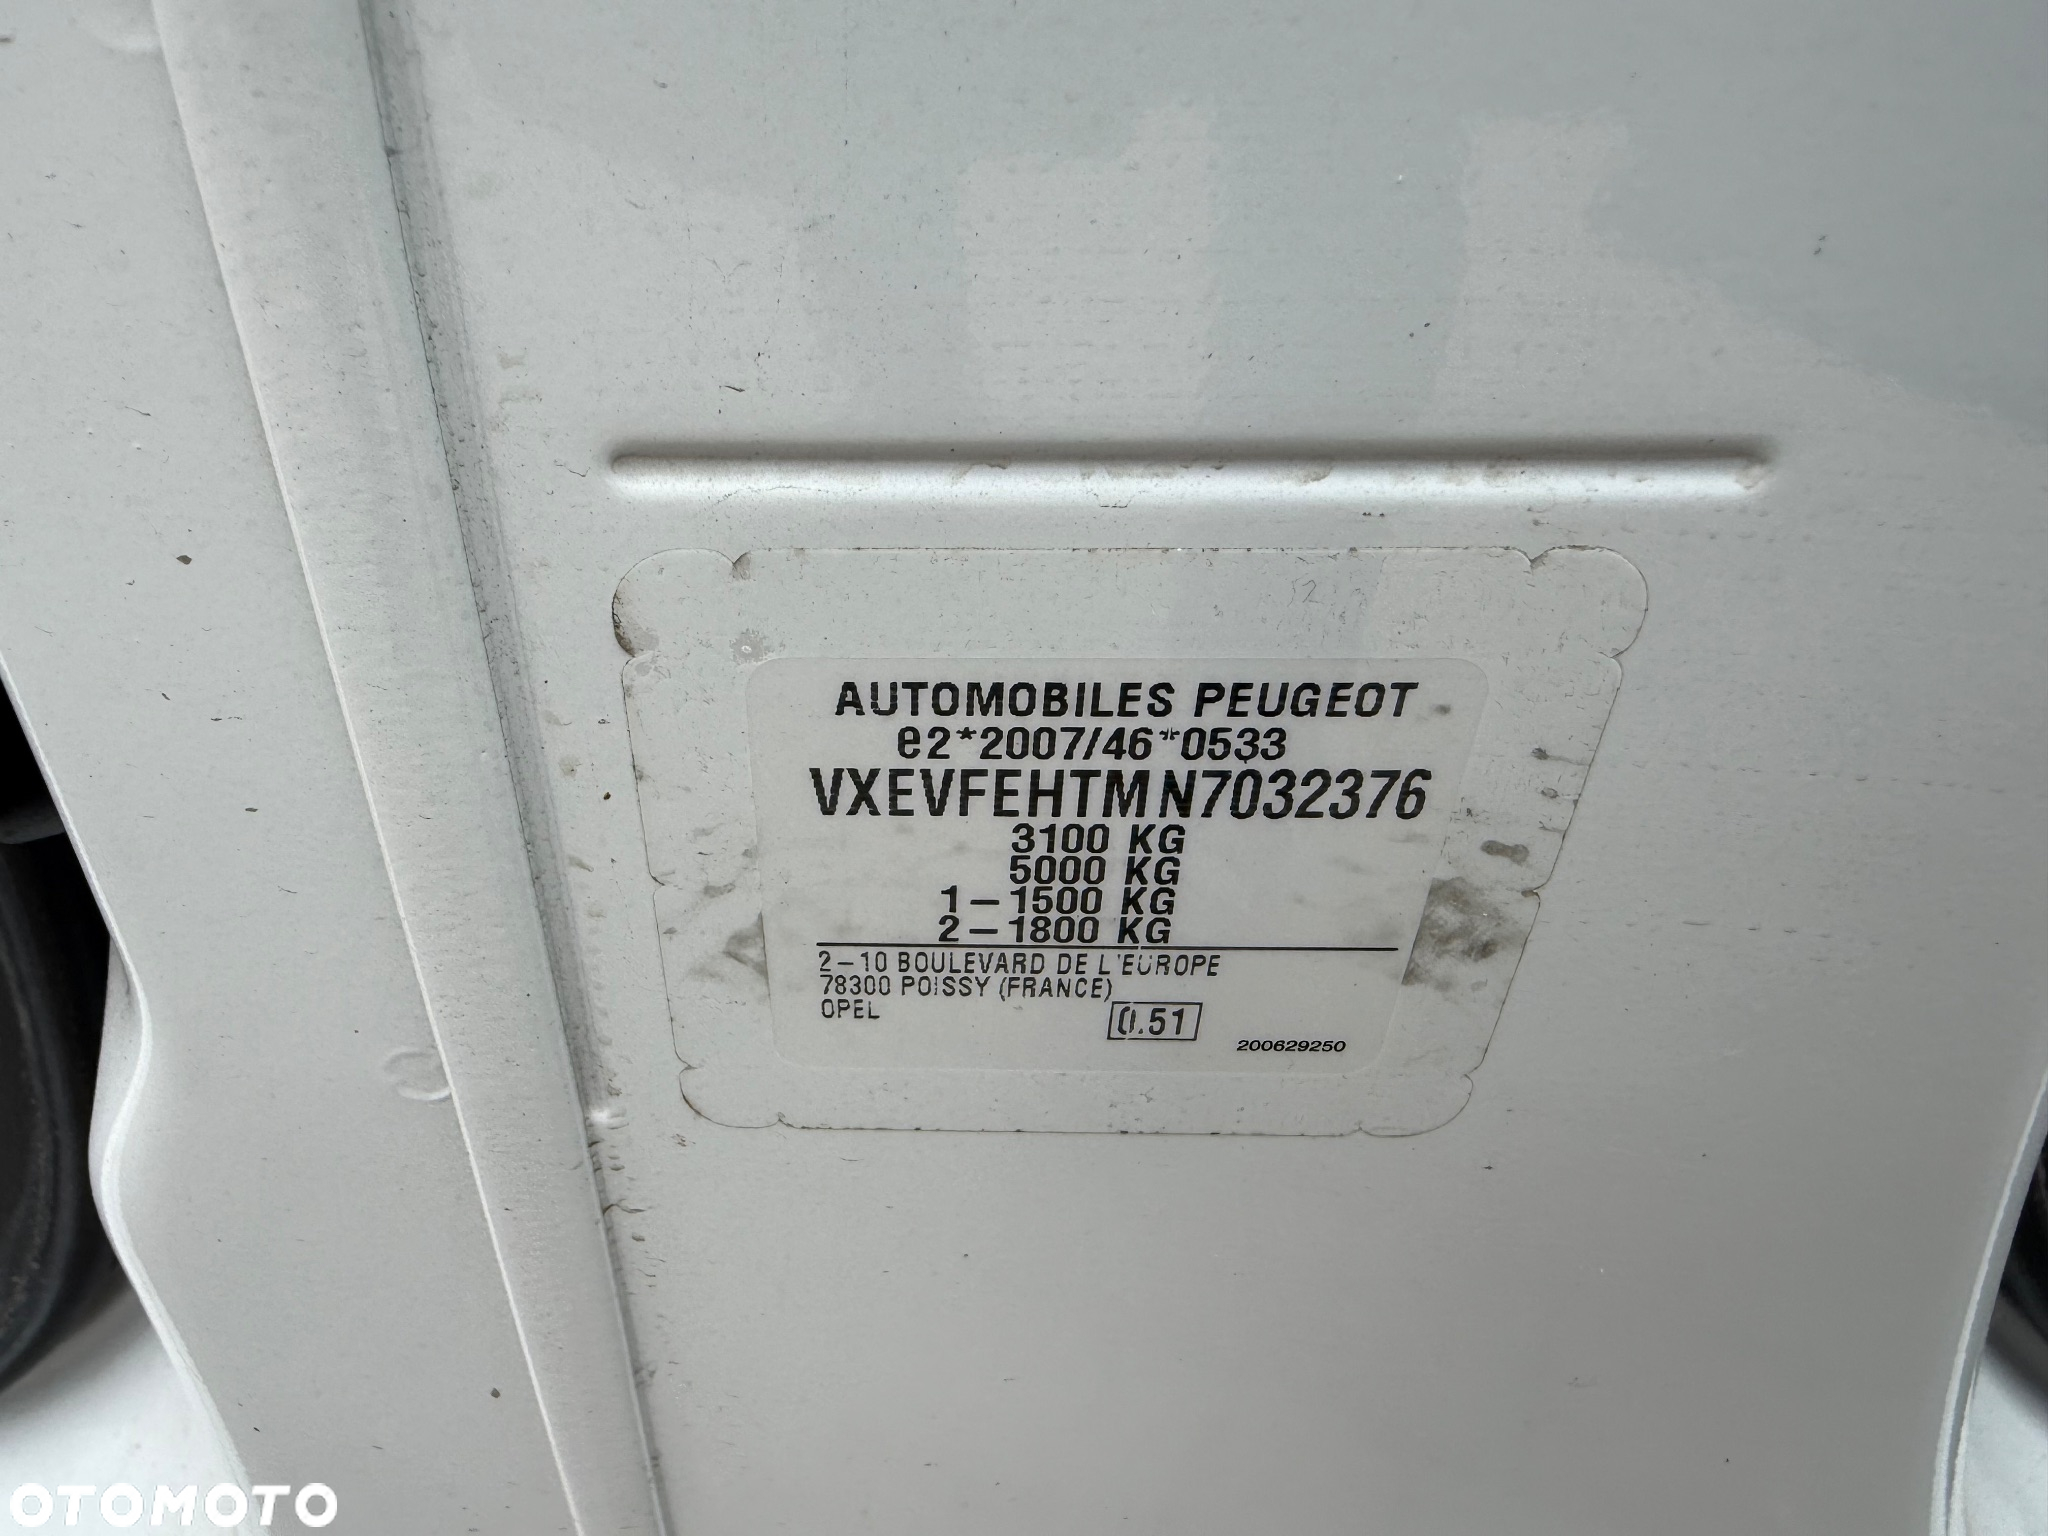 AUTOMOBILES PEUGEOT
e2*2007/46*0533
VXEVFEHTMN7032376
3100 KG
5000 KG
1-1500 KG
2-1800 KG
2-10 BOULEVARD DE L'EUROPE
78300 POISSY (FRANCE)
OPEL
0.51
200629250
OTOMOTO